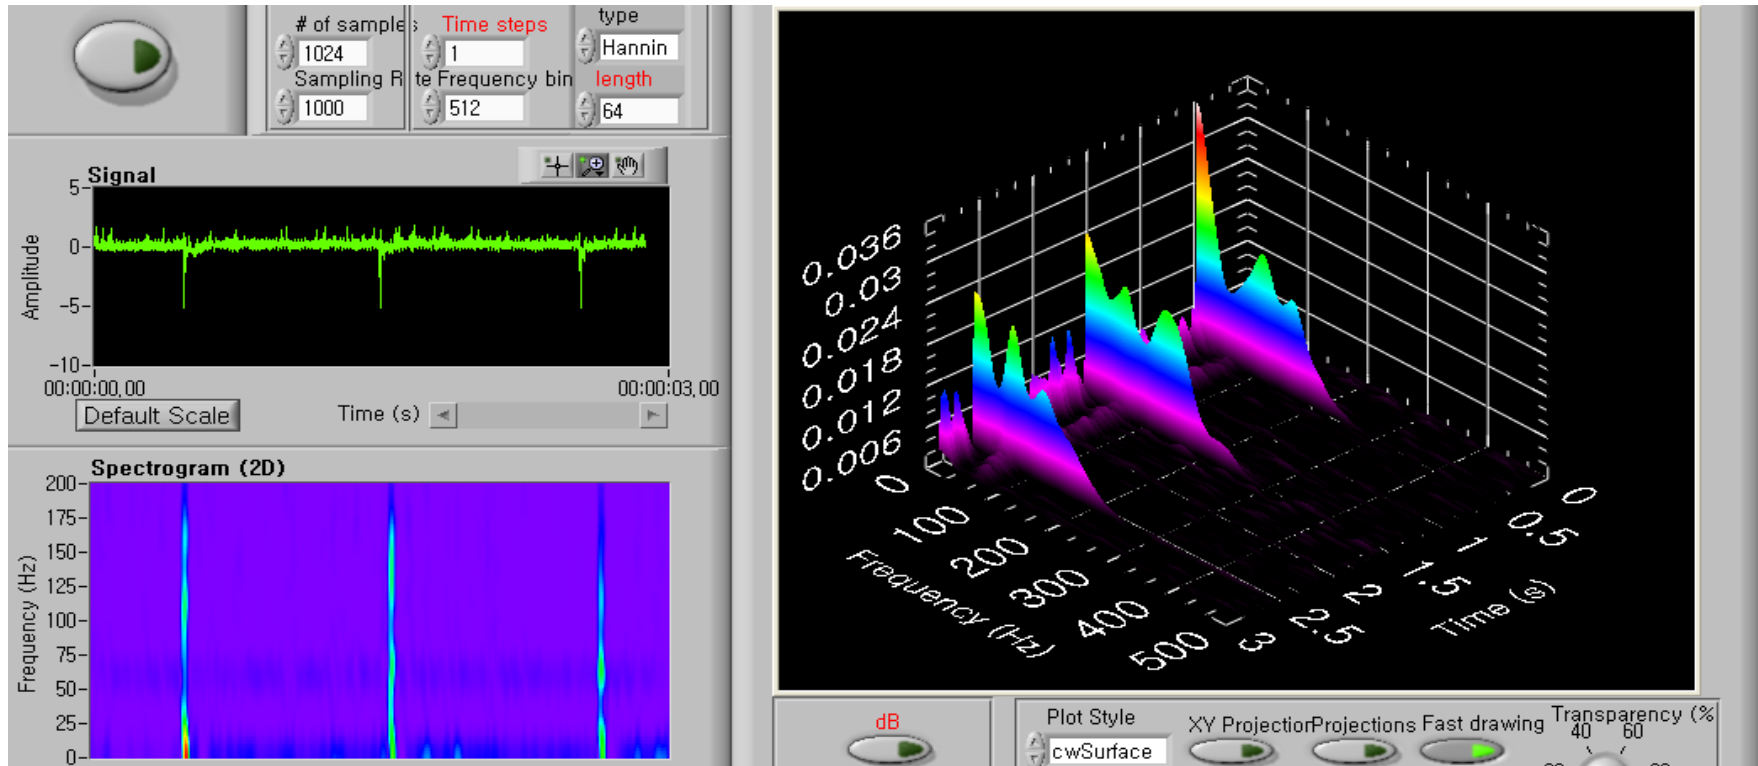 # of samples
Time steps
type
1024
1
Hannin
Sampling R te
Frequency bin
length
1000
512
64
Signal
5
0
-5
-10
Amplitude
00:00:00,00
00:00:03,00
Default Scale
Time (s)
Spectrogram (2D)
200
175
150
125
100
75
50
25
0
Frequency (Hz)
0.036
0.03
0.024
0.018
0.012
0.006
0
100
200
300
400
500
Frequency (Hz)
0
0.5
1
1.5
2
2.5
3
Time (s)
dB
Plot Style
cwSurface
XY Projection
Projections
Fast drawing
Transparency (%
40
60